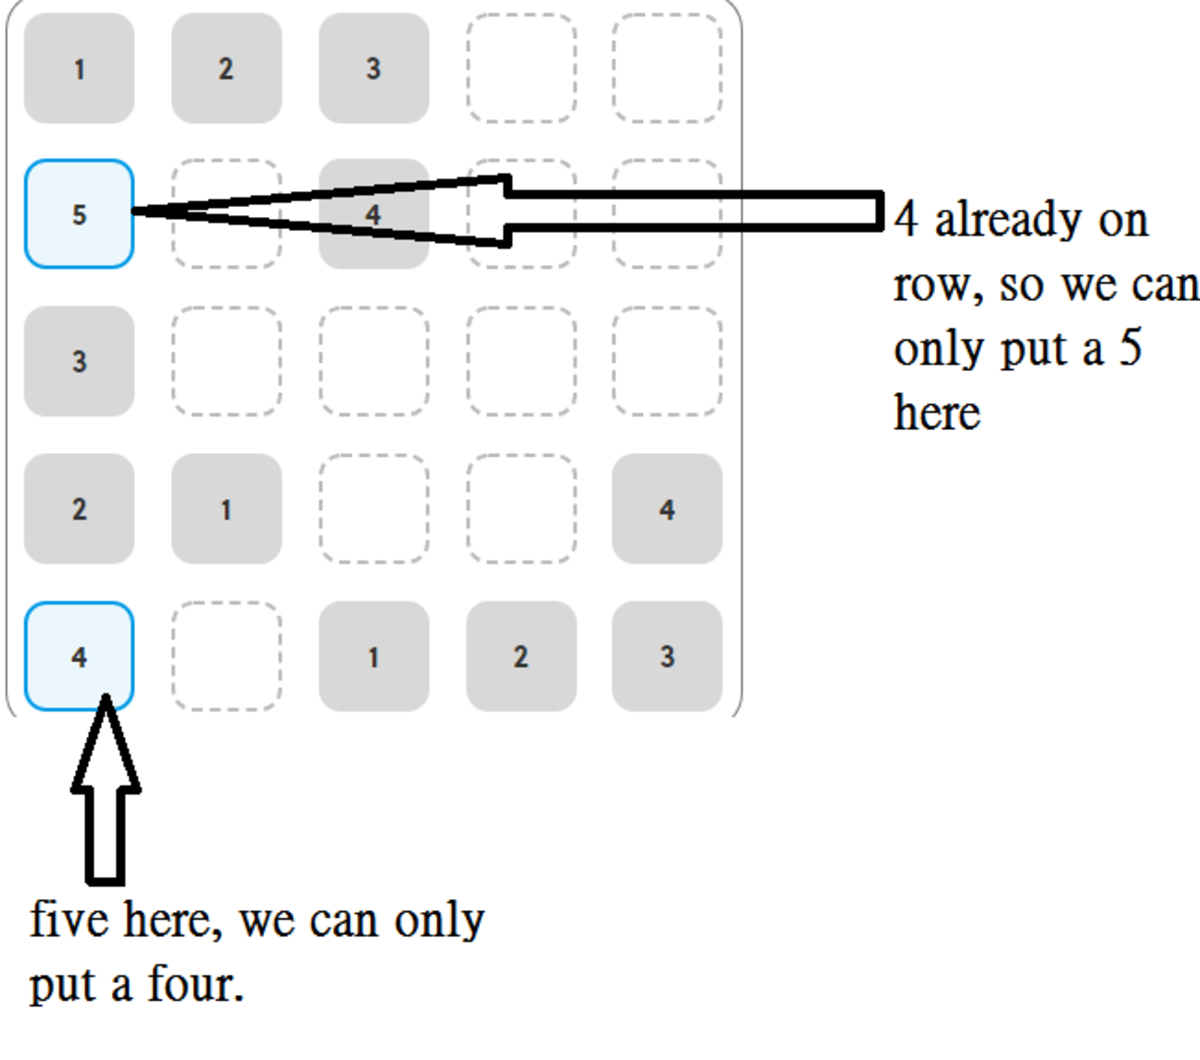 1 2 3
5 4
3
2 1 4
4 1 2 3
4 already on
row, so we can
only put a 5
here
five here, we can only
put a four.